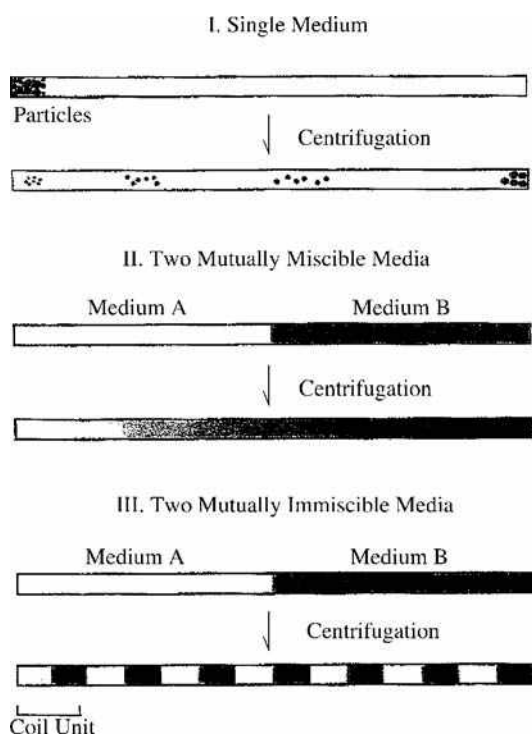 I. Single Medium
Particles
Centrifugation
II. Two Mutually Miscible Media
Medium A Medium B
Centrifugation
III. Two Mutually Immiscible Media
Medium A Medium B
Centrifugation
Coil Unit